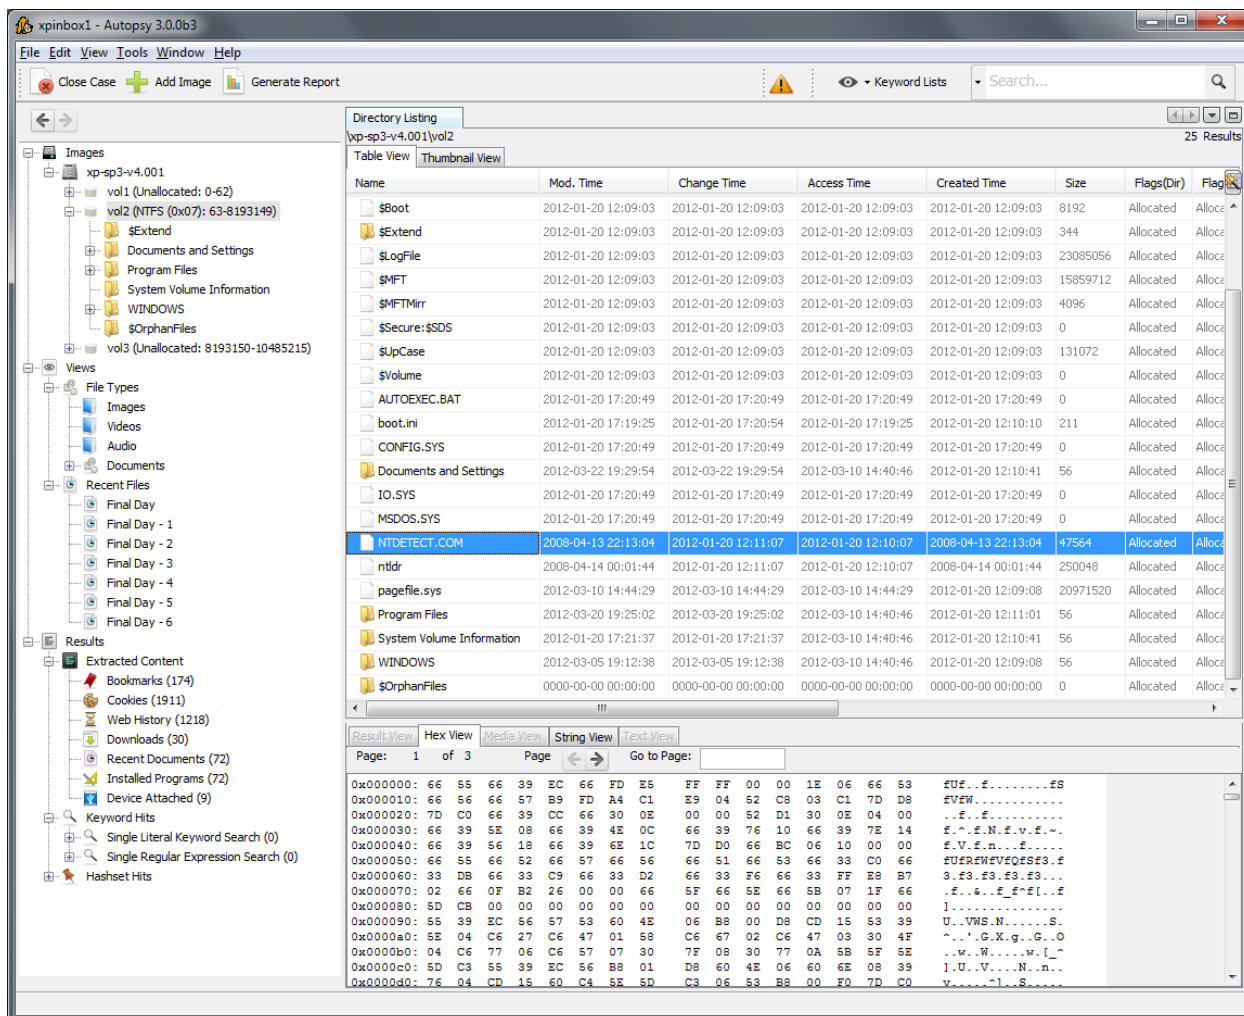 xpinbox1 - Autopsy 3.0.0b3
File Edit View Tools Window Help
Close Case Add Image Generate Report Keyword Lists Search...
Directory Listing
\xp-sp3-v4.001\vol2 25 Results
Table View Thumbnail View
Name Mod. Time Change Time Access Time Created Time Size Flags(Dir) Flag
$Boot 2012-01-20 12:09:03 2012-01-20 12:09:03 2012-01-20 12:09:03 2012-01-20 12:09:03 8192 Allocated Alloca
$Extend 2012-01-20 12:09:03 2012-01-20 12:09:03 2012-01-20 12:09:03 2012-01-20 12:09:03 344 Allocated Alloca
$LogFile 2012-01-20 12:09:03 2012-01-20 12:09:03 2012-01-20 12:09:03 2012-01-20 12:09:03 23085056 Allocated Alloca
$MFT 2012-01-20 12:09:03 2012-01-20 12:09:03 2012-01-20 12:09:03 2012-01-20 12:09:03 15859712 Allocated Alloca
$MFTMirr 2012-01-20 12:09:03 2012-01-20 12:09:03 2012-01-20 12:09:03 2012-01-20 12:09:03 4096 Allocated Alloca
$Secure:$SDS 2012-01-20 12:09:03 2012-01-20 12:09:03 2012-01-20 12:09:03 2012-01-20 12:09:03 0 Allocated Alloca
$UpCase 2012-01-20 12:09:03 2012-01-20 12:09:03 2012-01-20 12:09:03 2012-01-20 12:09:03 131072 Allocated Alloca
$Volume 2012-01-20 12:09:03 2012-01-20 12:09:03 2012-01-20 12:09:03 2012-01-20 12:09:03 0 Allocated Alloca
AUTOEXEC.BAT 2012-01-20 17:20:49 2012-01-20 17:20:49 2012-01-20 17:20:49 2012-01-20 17:20:49 0 Allocated Alloca
boot.ini 2012-01-20 17:19:25 2012-01-20 17:20:54 2012-01-20 17:19:25 2012-01-20 12:10:10 211 Allocated Alloca
CONFIG.SYS 2012-01-20 17:20:49 2012-01-20 17:20:49 2012-01-20 17:20:49 2012-01-20 17:20:49 0 Allocated Alloca
Documents and Settings 2012-03-22 19:29:54 2012-03-22 19:29:54 2012-03-10 14:40:46 2012-01-20 12:10:41 56 Allocated Alloca
IO.SYS 2012-01-20 17:20:49 2012-01-20 17:20:49 2012-01-20 17:20:49 2012-01-20 17:20:49 0 Allocated Alloca
MSDOS.SYS 2012-01-20 17:20:49 2012-01-20 17:20:49 2012-01-20 17:20:49 2012-01-20 17:20:49 0 Allocated Alloca
NTDETECT.COM 2008-04-13 22:13:04 2012-01-20 12:11:07 2012-01-20 12:10:07 2008-04-13 22:13:04 47564 Allocated Alloca
ntldr 2008-04-14 00:01:44 2012-01-20 12:11:07 2012-01-20 12:10:07 2008-04-14 00:01:44 250048 Allocated Alloca
pagefile.sys 2012-03-10 14:44:29 2012-03-10 14:44:29 2012-03-10 14:44:29 2012-01-20 12:09:08 20971520 Allocated Alloca
Program Files 2012-03-20 19:25:02 2012-03-20 19:25:02 2012-03-10 14:40:46 2012-01-20 12:11:01 56 Allocated Alloca
System Volume Information 2012-01-20 17:21:37 2012-01-20 17:21:37 2012-03-10 14:40:46 2012-01-20 12:10:41 56 Allocated Alloca
WINDOWS 2012-03-05 19:12:38 2012-03-05 19:12:38 2012-03-10 14:40:46 2012-01-20 12:09:08 56 Allocated Alloca
$OrphanFiles 0000-00-00 00:00:00 0000-00-00 00:00:00 0000-00-00 00:00:00 0000-00-00 00:00:00 0 Allocated Alloca
Images
xp-sp3-v4.001
vol1 (Unallocated: 0-62)
vol2 (NTFS (0x07): 63-8193149)
$Extend
Documents and Settings
Program Files
System Volume Information
WINDOWS
$OrphanFiles
vol3 (Unallocated: 8193150-10485215)
Views
File Types
Images
Videos
Audio
Documents
Recent Files
Final Day
Final Day - 1
Final Day - 2
Final Day - 3
Final Day - 4
Final Day - 5
Final Day - 6
Results
Extracted Content
Bookmarks (174)
Cookies (1911)
Web History (1218)
Downloads (30)
Recent Documents (72)
Installed Programs (72)
Device Attached (9)
Keyword Hits
Single Literal Keyword Search (0)
Single Regular Expression Search (0)
Hashset Hits
Result View Hex View Media View String View Text View
Page: 1 of 3 Page Go to Page:
0x000000: 66 55 66 39 EC 66 FD E5 FF FF 00 00 1E 06 66 53 fUf..f........fS
0x000010: 66 56 66 57 B9 FD A4 C1 E9 04 52 C8 03 C1 7D D8 fVfW............
0x000020: 7D C0 66 39 CC 66 30 0E 00 00 52 D1 30 0E 04 00 ..f..f..........
0x000030: 66 39 5E 08 66 39 4E 0C 66 39 76 10 66 39 7E 14 f.^.f.N.f.v.f.~.
0x000040: 66 39 56 18 66 39 6E 1C 7D D0 66 BC 06 10 00 00 f.V.f.n...f.....
0x000050: 66 55 66 52 66 57 66 56 66 51 66 53 66 33 C0 66 fUfRfWfVfQfSf3.f
0x000060: 33 DB 66 33 C9 66 33 D2 66 33 F6 66 33 FF E8 B7 3.f3.f3.f3.f3...
0x000070: 02 66 0F B2 26 00 00 66 5F 66 5E 66 5B 07 1F 66 .f..&..f_f^f[..f
0x000080: 5D CB 00 00 00 00 00 00 00 00 00 00 00 00 00 00 ]...............
0x000090: 55 39 EC 56 57 53 60 4E 06 B8 00 D8 CD 15 53 39 U..VWS.N......S.
0x0000a0: 5E 04 C6 27 C6 47 01 58 C6 67 02 C6 47 03 30 4F ^..'.G.X.g..G..O
0x0000b0: 04 C6 77 06 C6 57 07 30 7F 08 30 77 0A 5B 5F 5E ..w..W.....w.[_^
0x0000c0: 5D C3 55 39 EC 56 B8 01 D8 60 4E 06 60 6E 08 39 ].U..V....N..n..
0x0000d0: 76 04 CD 15 60 C4 5E 5D C3 06 53 B8 00 F0 7D C0 v.....^]..S.....